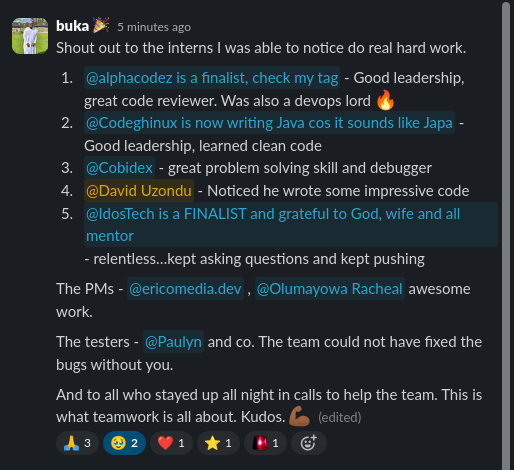 buka 🎉 5 minutes ago
Shout out to the interns I was able to notice do real hard work.
1. @alphacodez is a finalist, check my tag - Good leadership,
great code reviewer. Was also a devops lord 🔥
2. @Codeghinux is now writing Java cos it sounds like Japa -
Good leadership, learned clean code
3. @Cobidex - great problem solving skill and debugger
4. @David Uzondu - Noticed he wrote some impressive code
5. @IdosTech is a FINALIST and grateful to God, wife and all
mentor
- relentless...kept asking questions and kept pushing
The PMs - @ericomedia.dev , @Olumayowa Racheal awesome
work.
The testers - @Paulyn and co. The team could not have fixed the
bugs without you.
And to all who stayed up all night in calls to help the team. This is
what teamwork is all about. Kudos. 💪🏾 (edited)
🙏 3 🥹 2 ❤️ 1 ⭐ 1 1